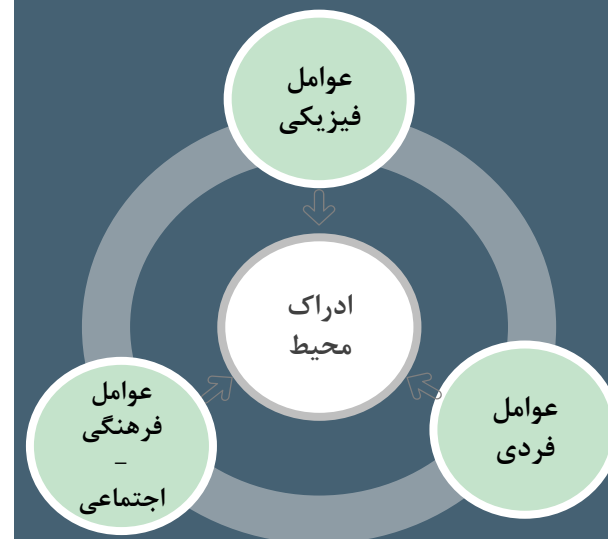 عوامل
فیزیکی
ادراک
محیط
عوامل
فردی
عوامل
فرهنگی
–
اجتماعی